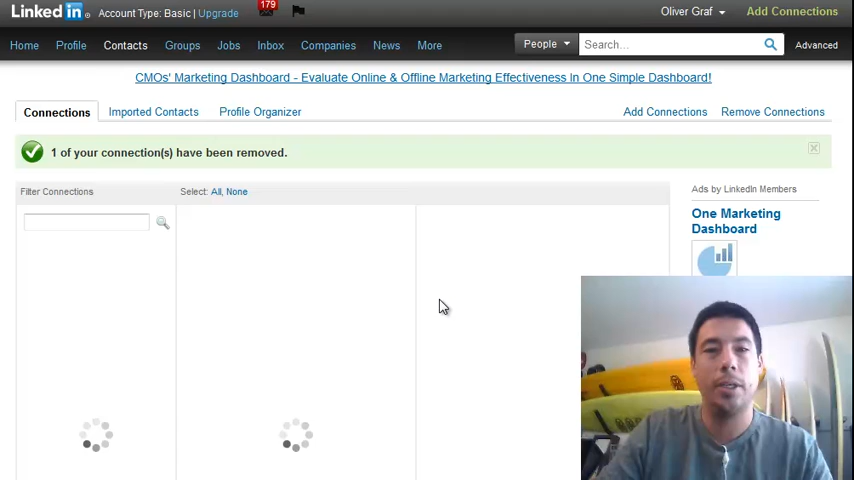 Linked in® Account Type: Basic | Upgrade 179 Oliver Graf Add Connections
Home Profile Contacts Groups Jobs Inbox Companies News More People Search... Advanced
CMOs' Marketing Dashboard - Evaluate Online & Offline Marketing Effectiveness In One Simple Dashboard!
Connections Imported Contacts Profile Organizer Add Connections Remove Connections
1 of your connection(s) have been removed.
Filter Connections Select: All, None Ads by LinkedIn Members
One Marketing
Dashboard